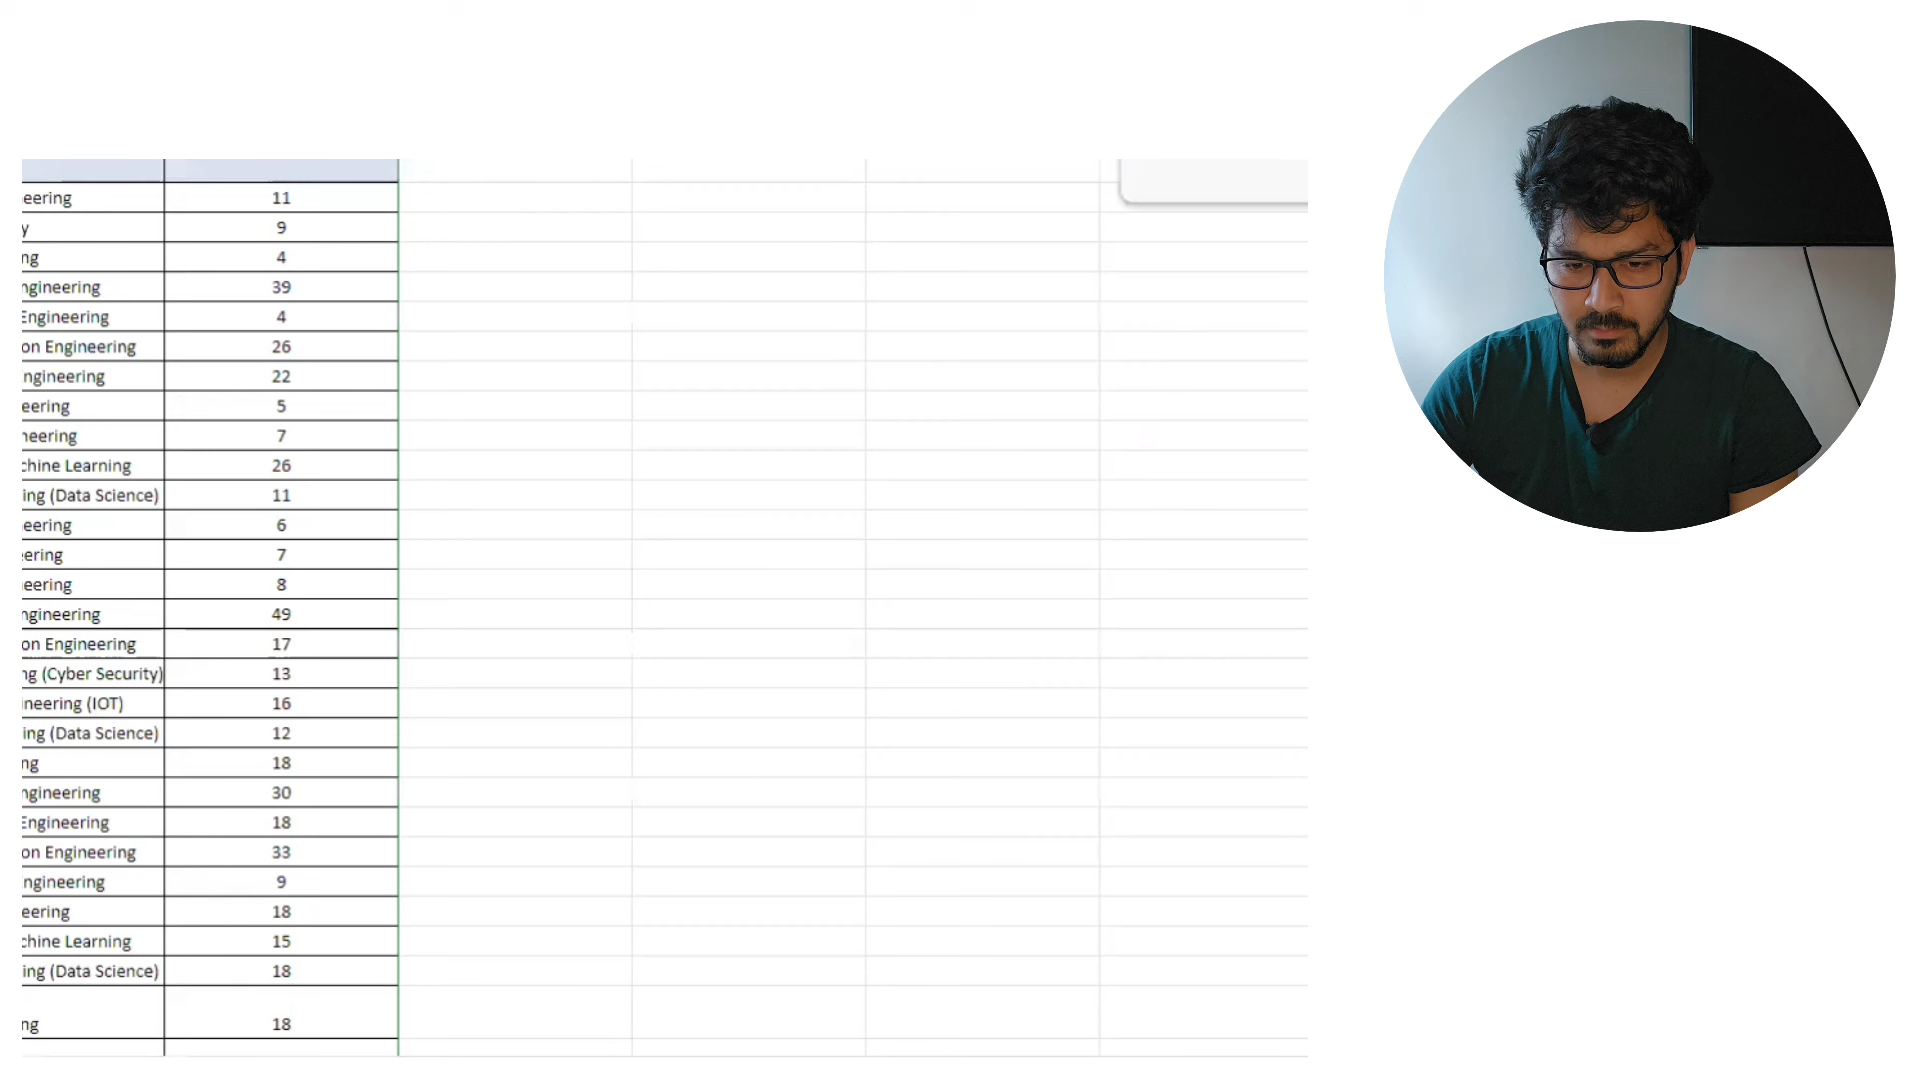 eering 11
y 9
ng 4
ngineering 39
Engineering 4
on Engineering 26
ngineering 22
eering 5
neering 7
chine Learning 26
ing (Data Science) 11
eering 6
eering 7
neering 8
ngineering 49
on Engineering 17
ng (Cyber Security) 13
ineering (IOT) 16
ing (Data Science) 12
ng 18
ngineering 30
Engineering 18
on Engineering 33
ngineering 9
eering 18
chine Learning 15
ing (Data Science) 18
ng 18